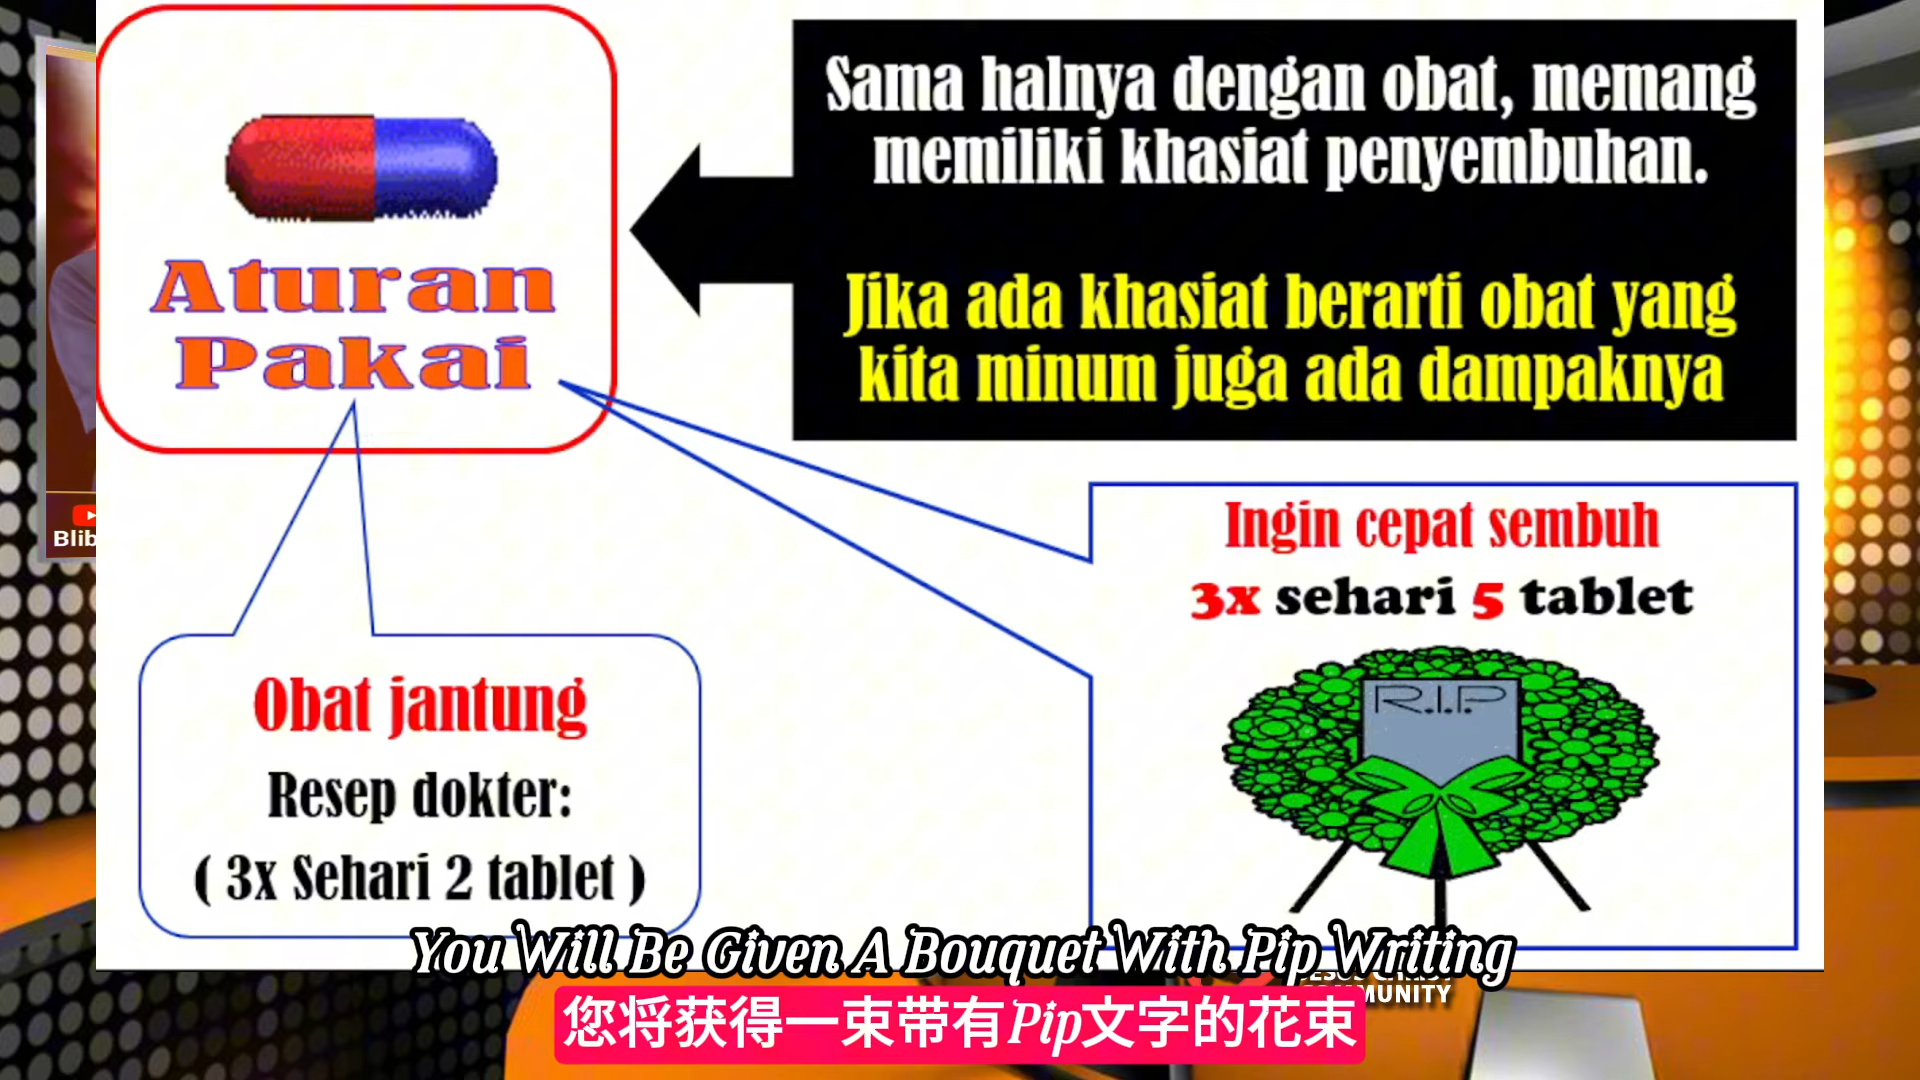 Sama halnya dengan obat, memang
memiliki khasiat penyembuhan.
Jika ada khasiat berarti obat yang
kita minum juga ada dampaknya
Aturan
Pakai
Ingin cepat sembuh
3x sehari 5 tablet
R.I.P
Obat jantung
Resep dokter:
( 3x Sehari 2 tablet )
You Will Be Given A Bouquet With Pip Writing
您将获得一束带有Pip文字的花束